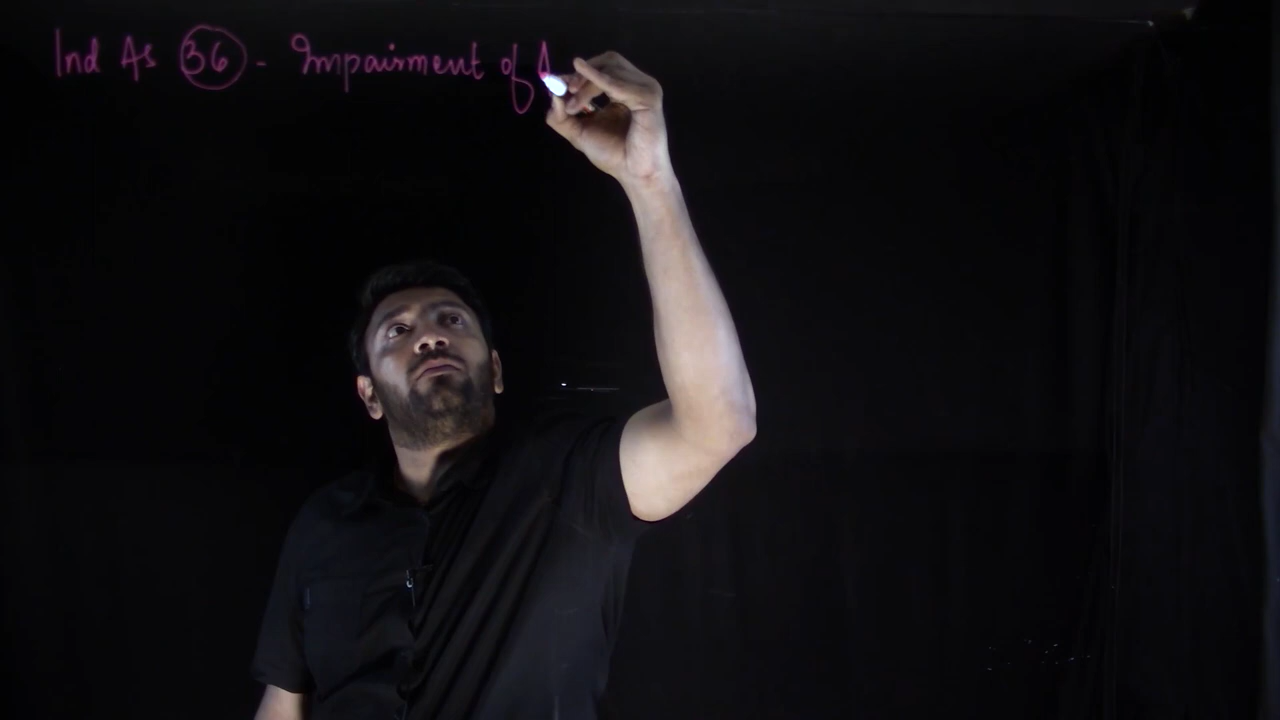 Ind As 36 - Impairment of A